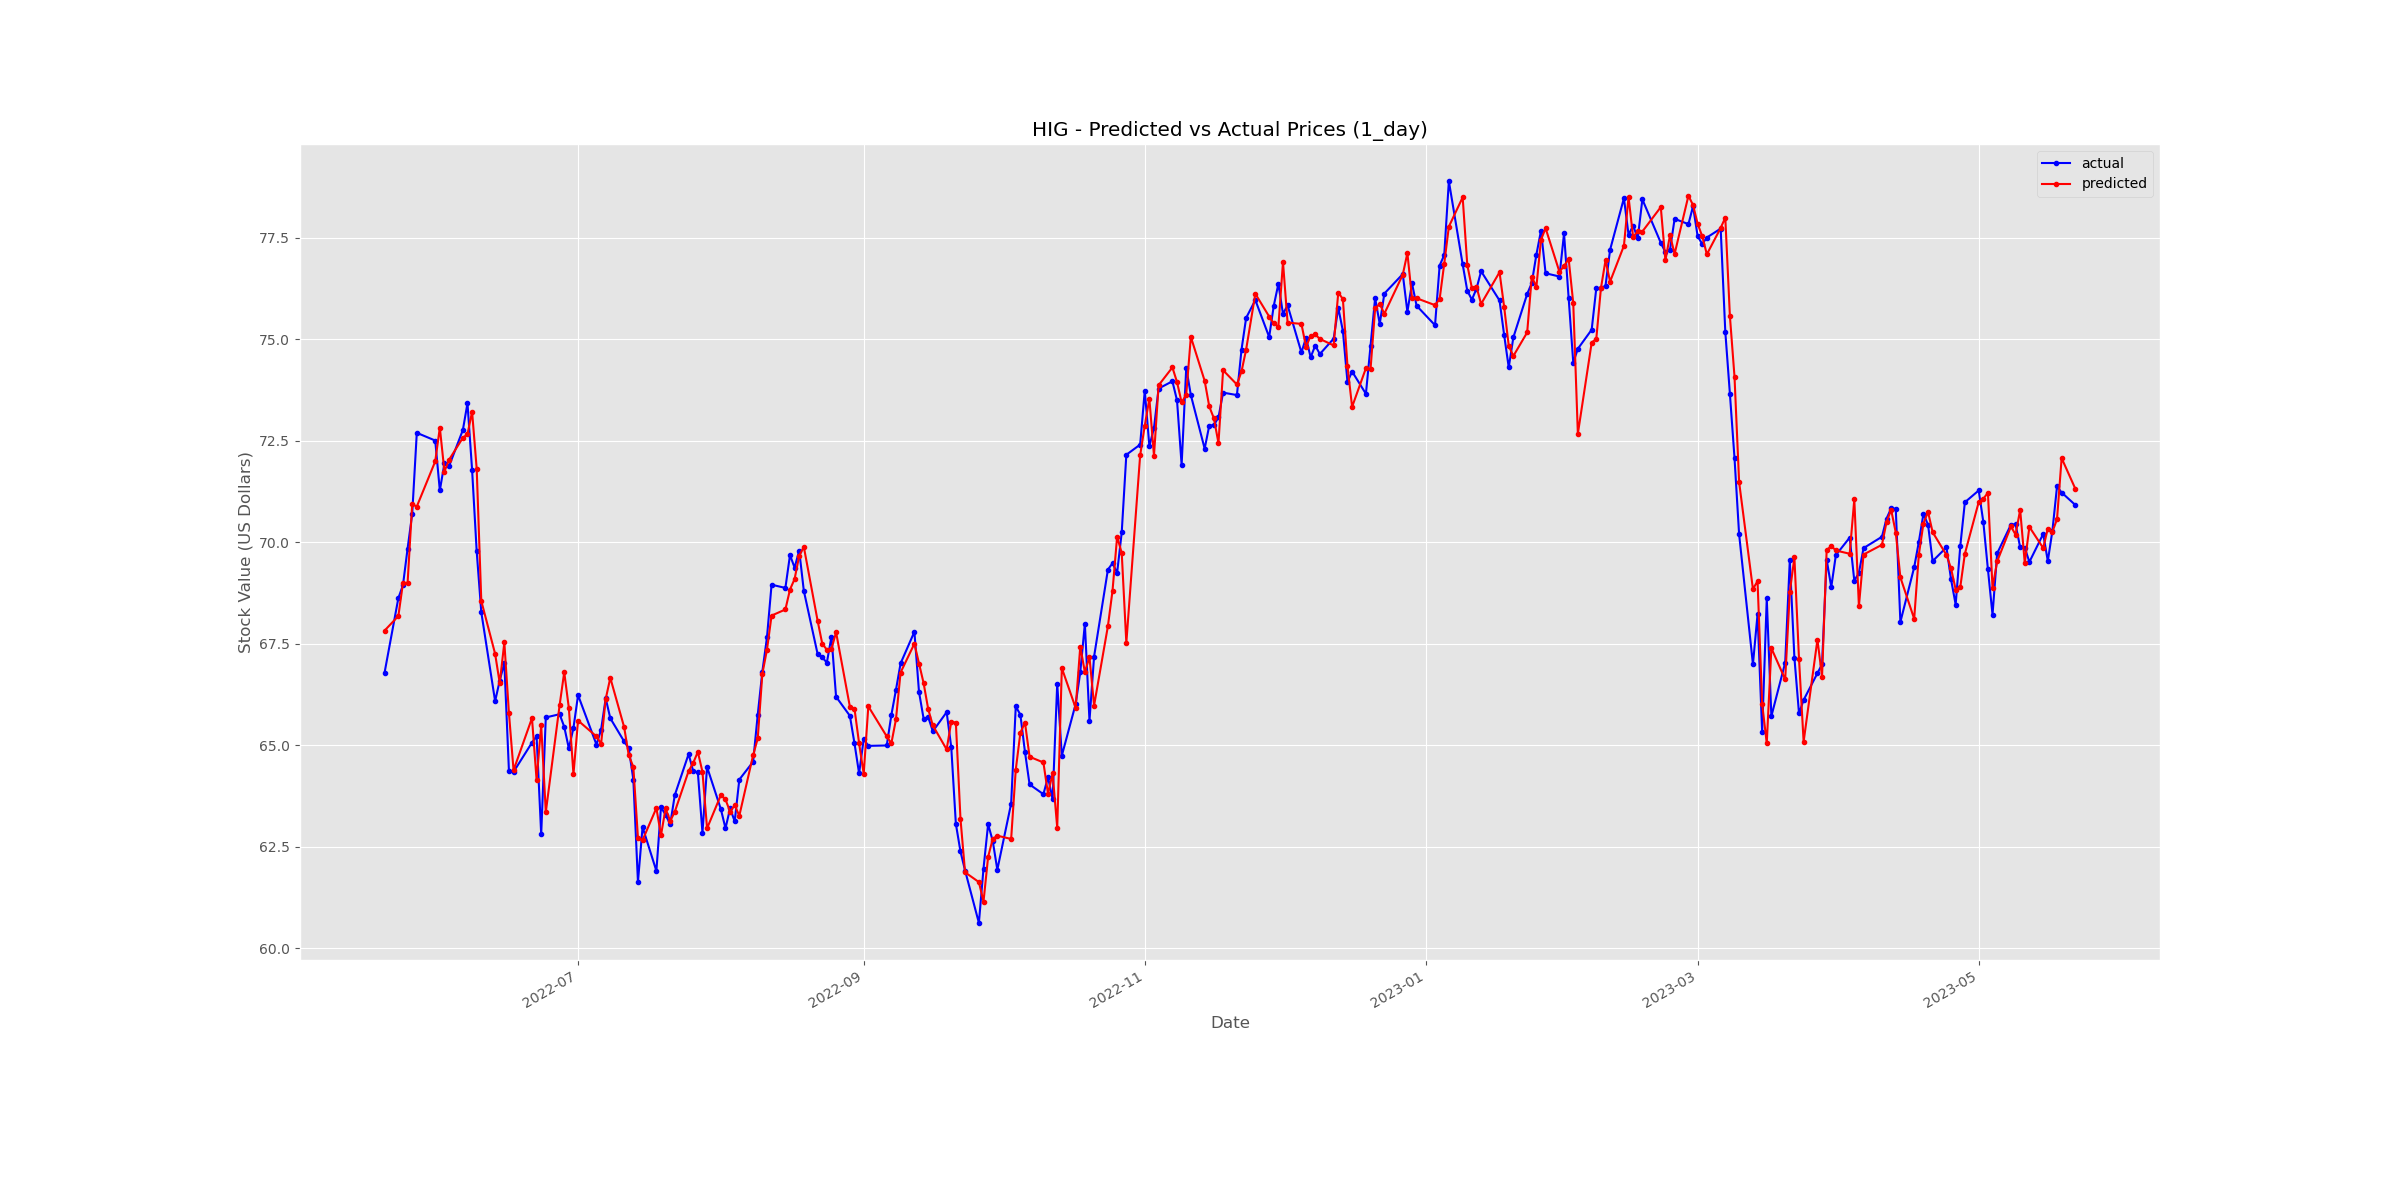 HIG - Predicted vs Actual Prices (1_day)
actual
predicted
Stock Value (US Dollars)
77.5
75.0
72.5
70.0
67.5
65.0
62.5
60.0
2022-07
2022-09
2022-11
2023-01
2023-03
2023-05
Date